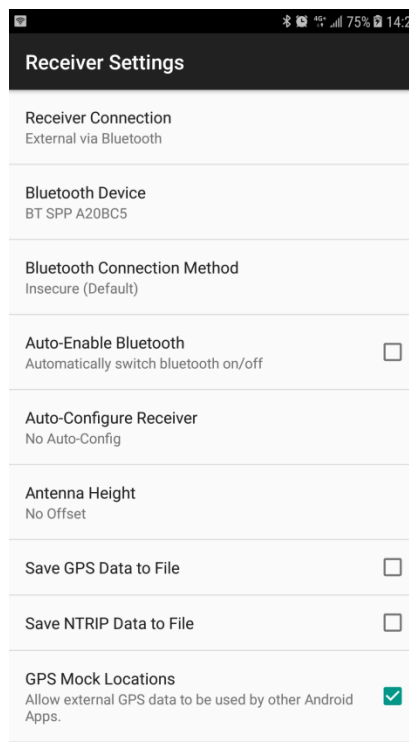 4G+ 75% 14:2
Receiver Settings
Receiver Connection
External via Bluetooth
Bluetooth Device
BT SPP A20BC5
Bluetooth Connection Method
Insecure (Default)
Auto-Enable Bluetooth
Automatically switch bluetooth on/off
Auto-Configure Receiver
No Auto-Config
Antenna Height
No Offset
Save GPS Data to File
Save NTRIP Data to File
GPS Mock Locations
Allow external GPS data to be used by other Android
Apps.